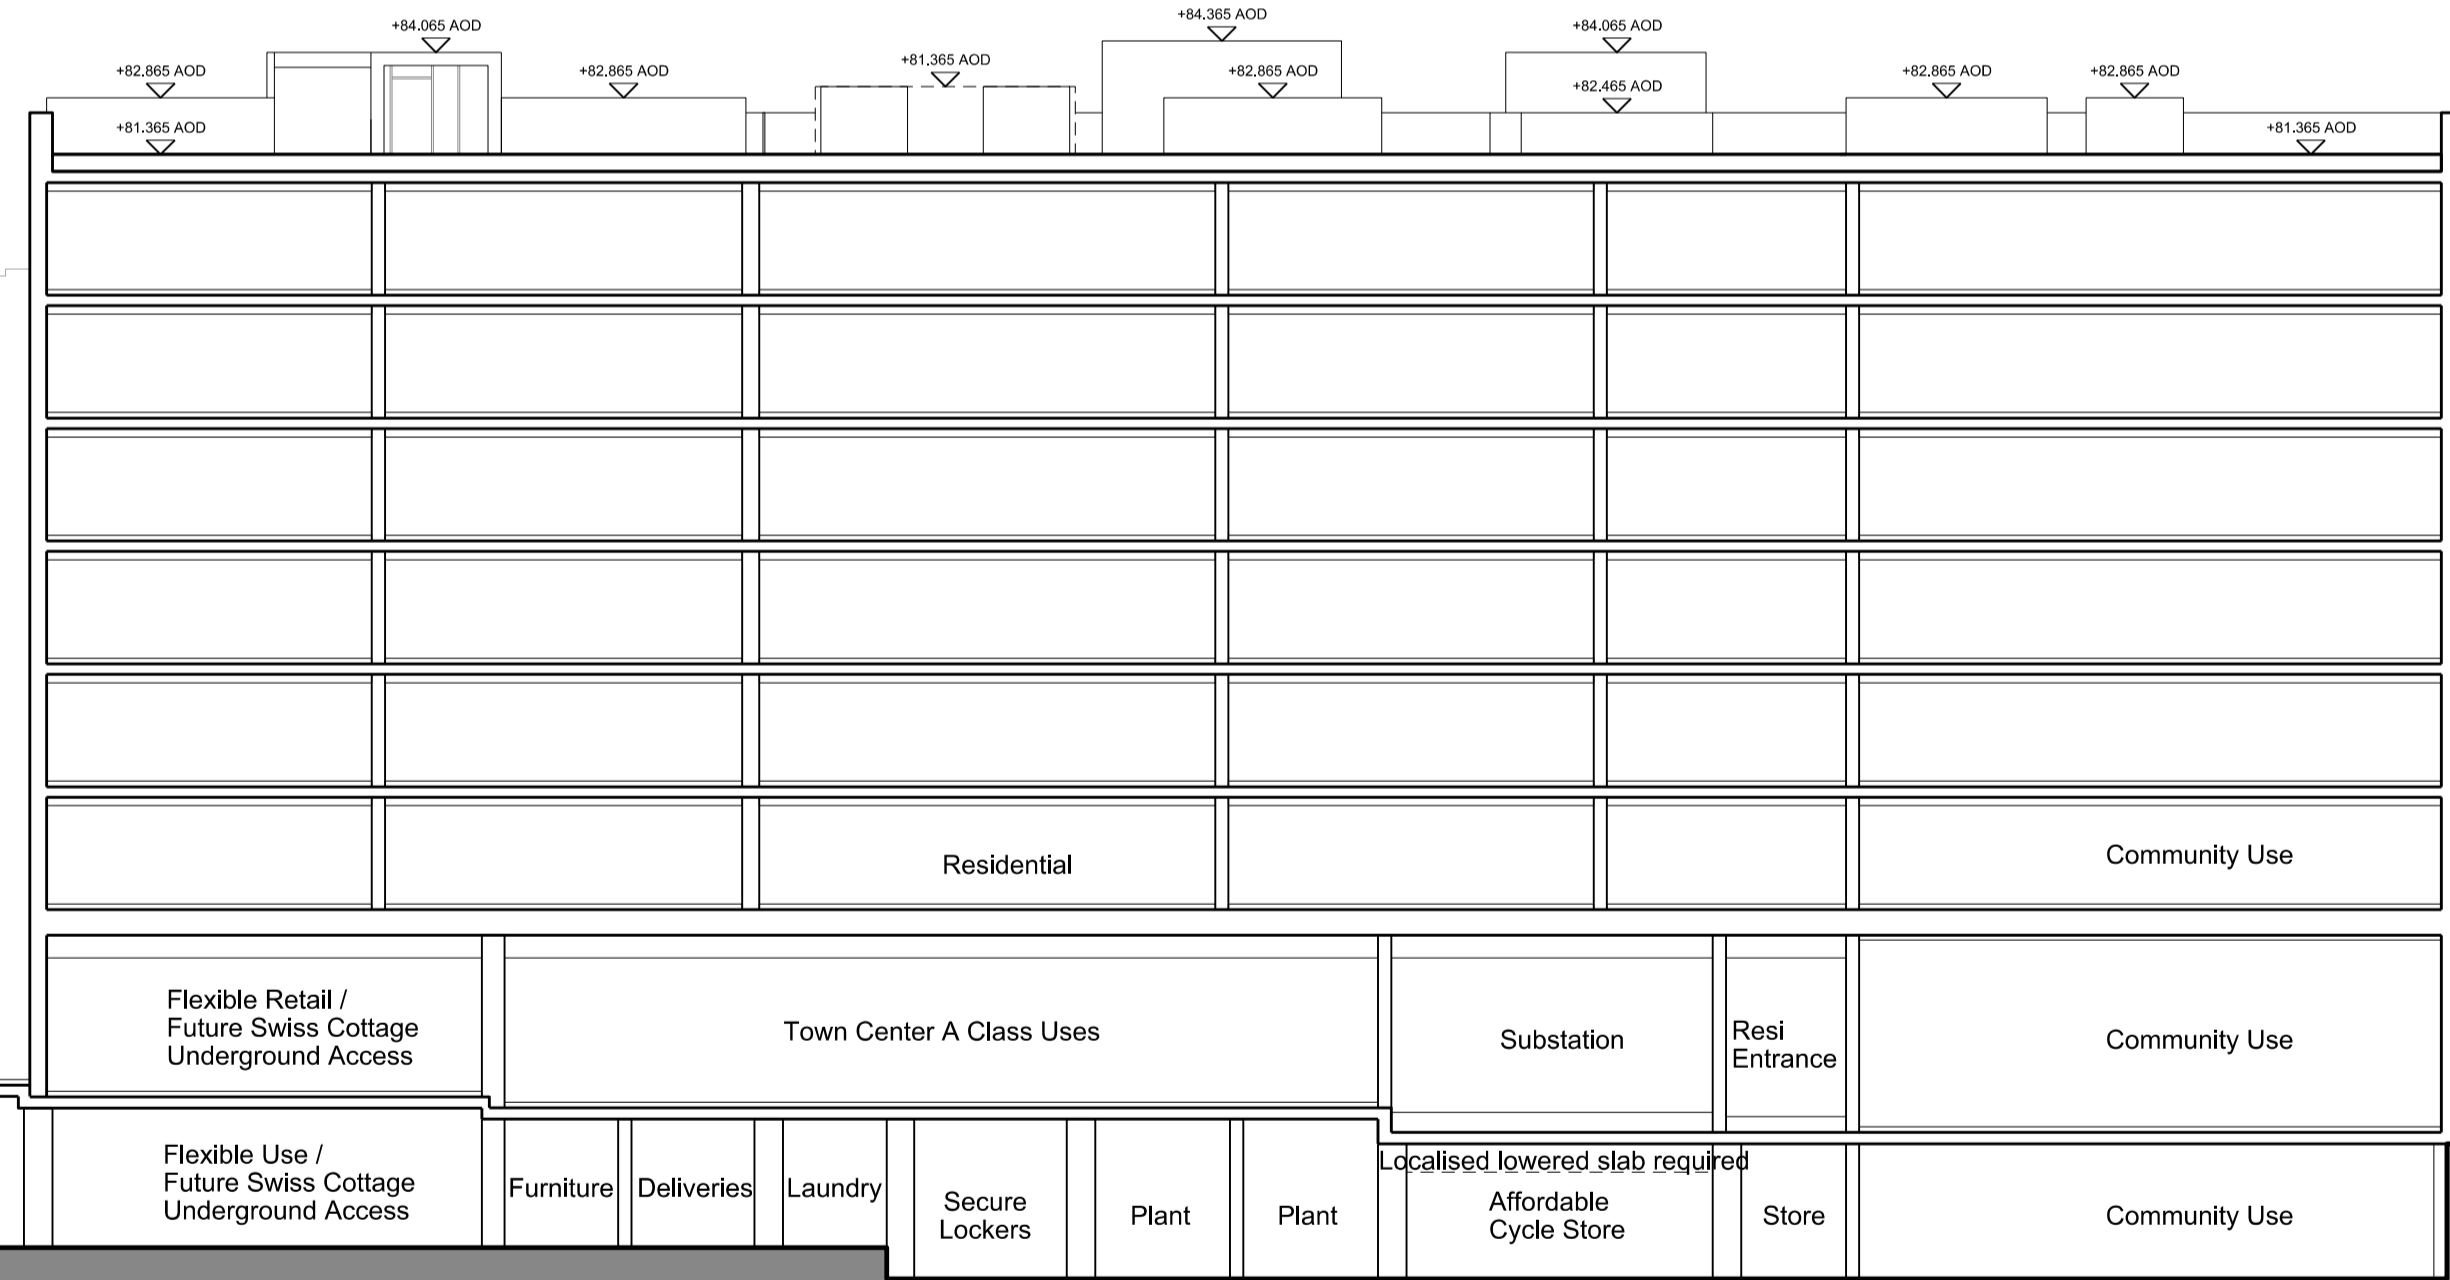 +84.365 AOD
+84.065 AOD
+84.065 AOD
+81.365 AOD
+82.865 AOD
+82.865 AOD
+82.865 AOD
+82.865 AOD
+82.865 AOD
+82.465 AOD
+81.365 AOD
+81.365 AOD
Residential
Community Use
Flexible Retail /
Future Swiss Cottage
Underground Access
Town Center A Class Uses
Substation
Resi
Entrance
Community Use
Flexible Use /
Future Swiss Cottage
Underground Access
Furniture
Deliveries
Laundry
Secure
Lockers
Plant
Plant
Localised lowered slab required
Affordable
Cycle Store
Store
Community Use